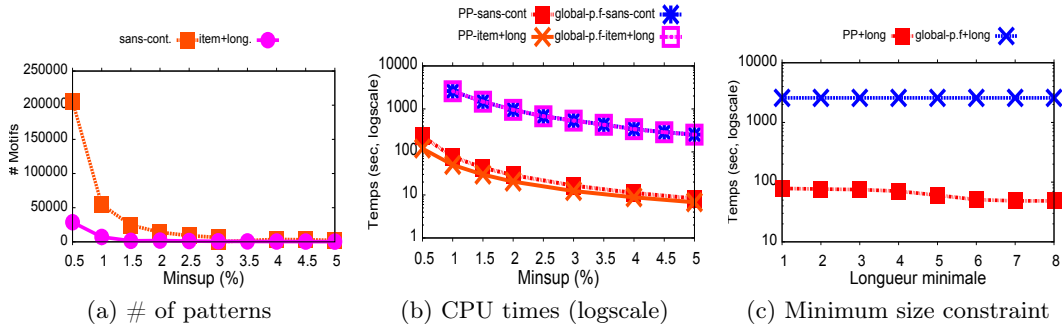 sans-cont. item+long.
250000
200000
150000
100000
50000
0
# Motifs
0.5 1 1.5 2 2.5 3 3.5 4 4.5 5
Minsup (%)
(a) # of patterns
PP-sans-cont global-p.f-sans-cont
PP-item+long global-p.f-item+long
10000
1000
100
10
1
Temps (sec, logscale)
0.5 1 1.5 2 2.5 3 3.5 4 4.5 5
Minsup (%)
(b) CPU times (logscale)
PP+long global-p.f+long
10000
1000
100
10
Temps (sec, logscale)
1 2 3 4 5 6 7 8
Longueur minimale
(c) Minimum size constraint